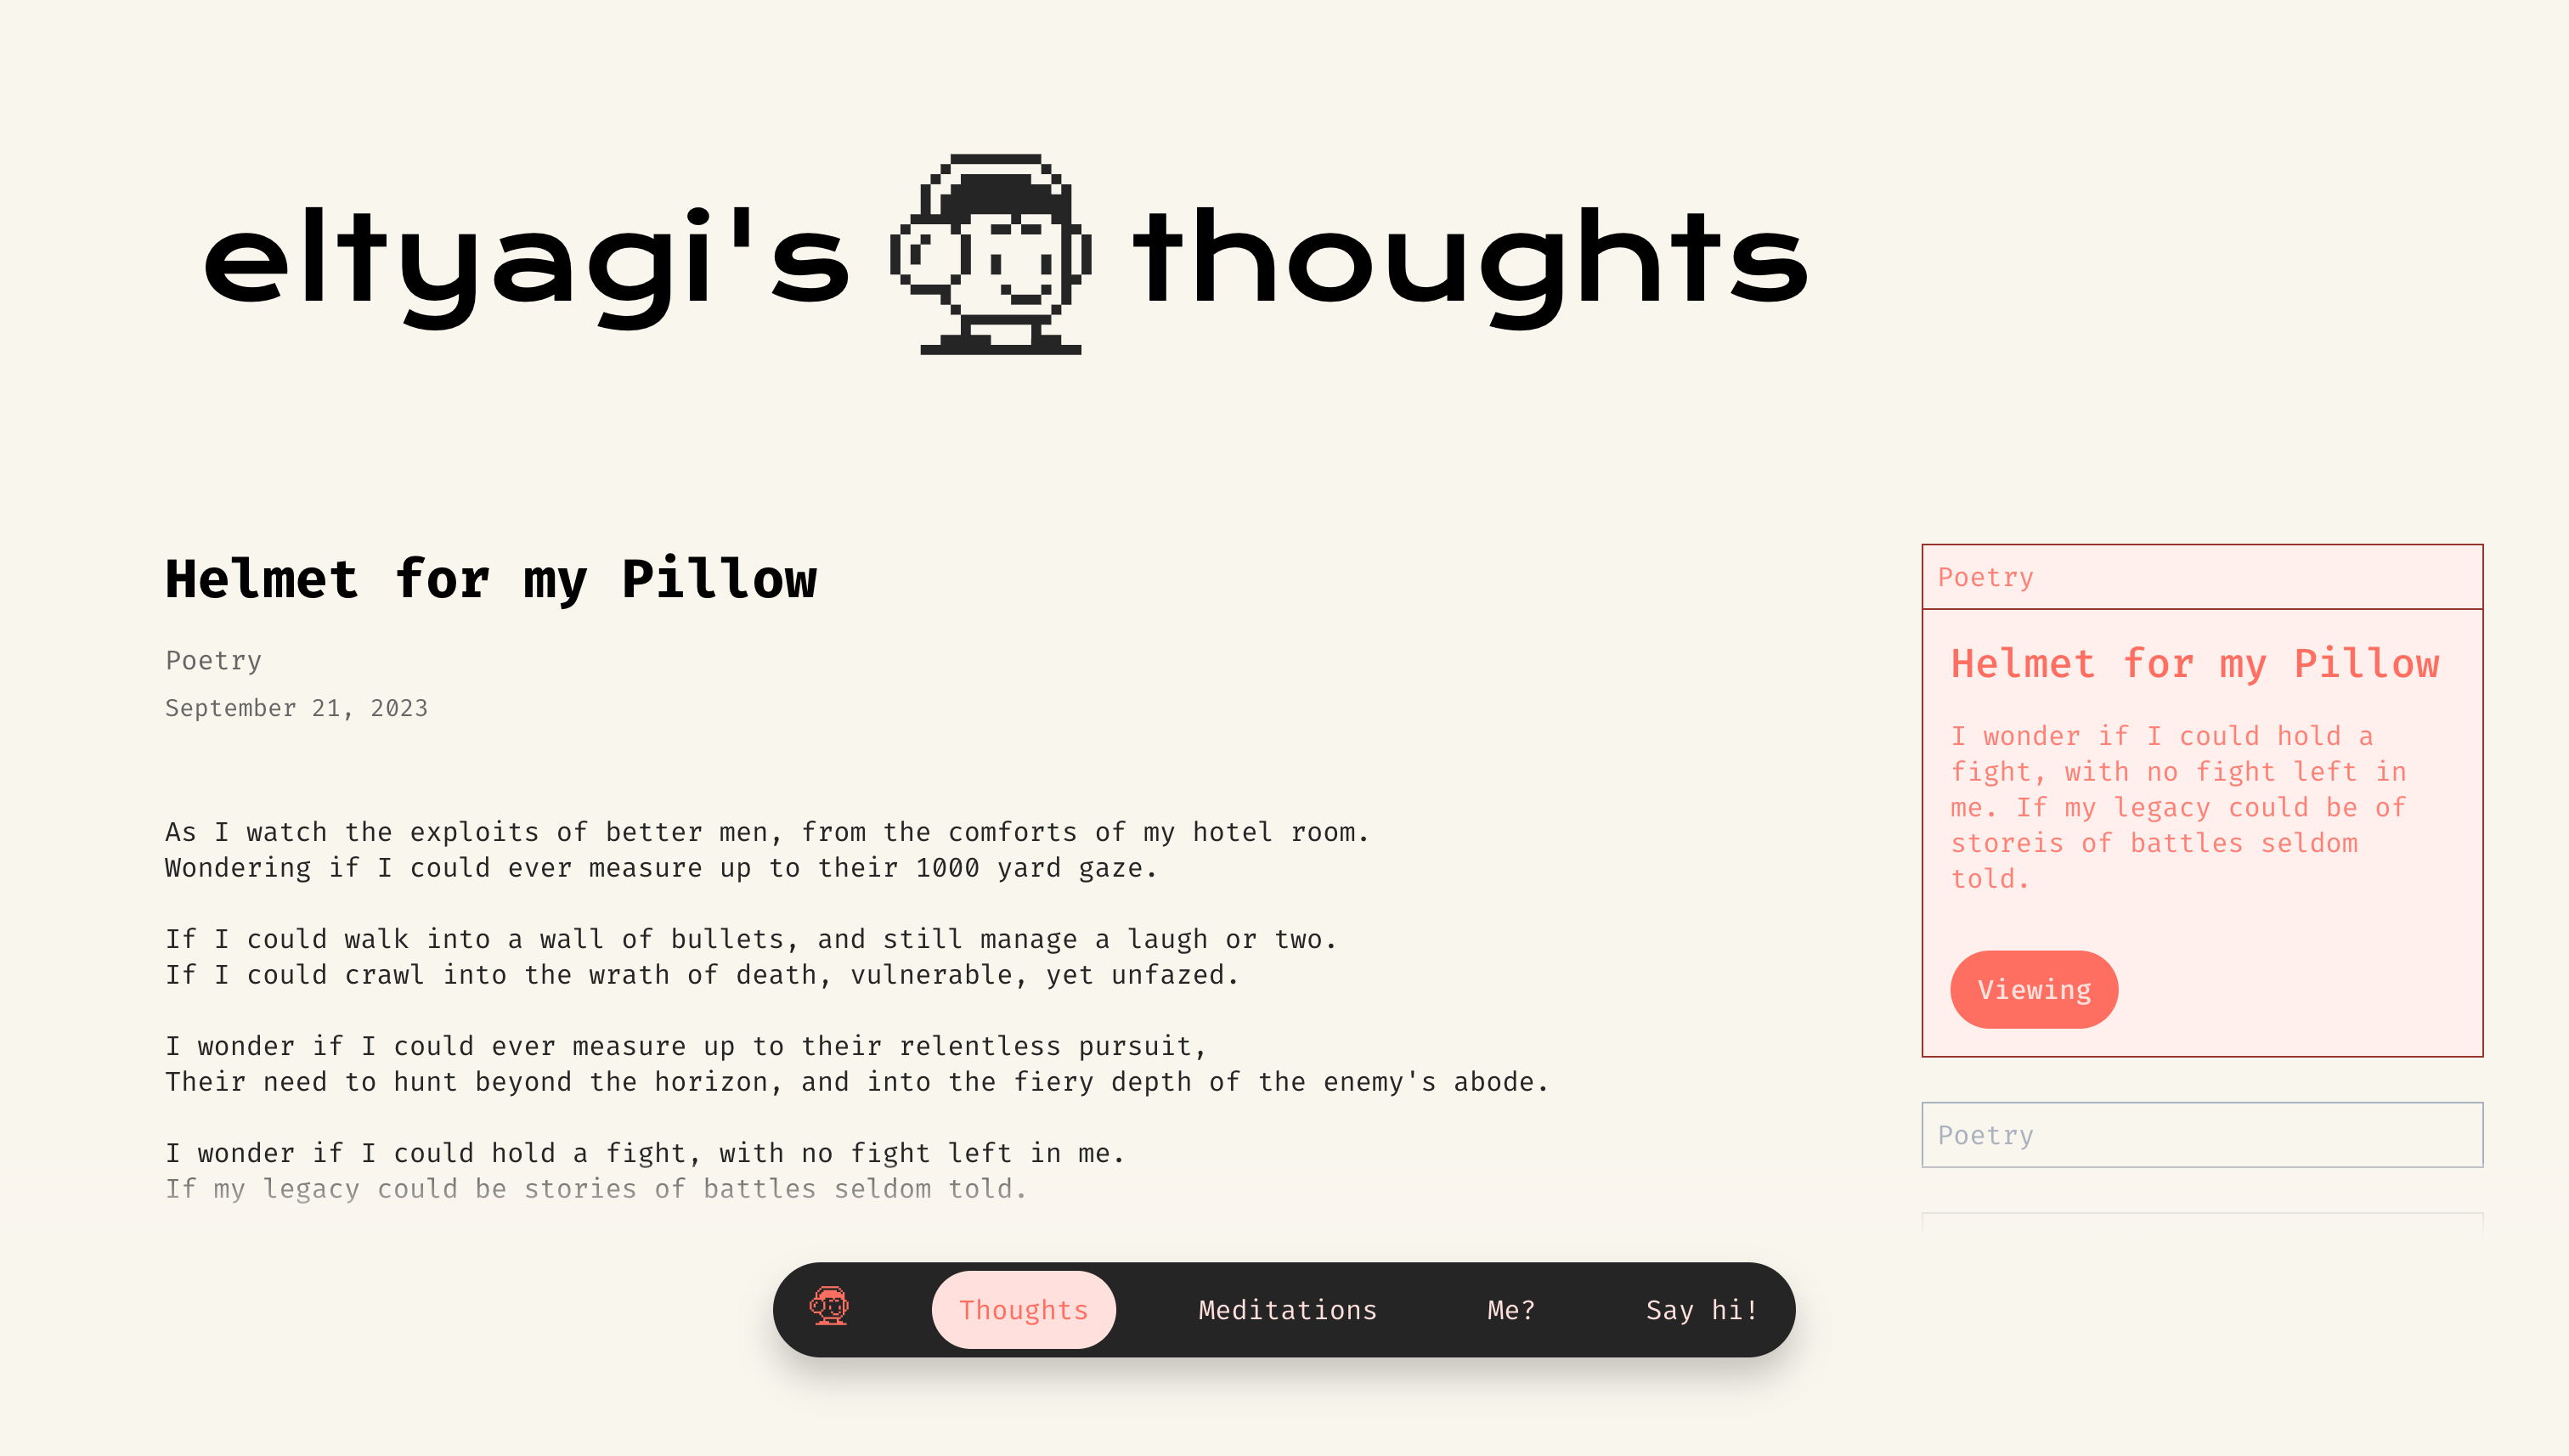 eltyagi's thoughts
Helmet for my Pillow
Poetry
September 21, 2023
As I watch the exploits of better men, from the comforts of my hotel room.
Wondering if I could ever measure up to their 1000 yard gaze.
If I could walk into a wall of bullets, and still manage a laugh or two.
If I could crawl into the wrath of death, vulnerable, yet unfazed.
I wonder if I could ever measure up to their relentless pursuit,
Their need to hunt beyond the horizon, and into the fiery depth of the enemy's abode.
I wonder if I could hold a fight, with no fight left in me.
If my legacy could be stories of battles seldom told.
Poetry
Helmet for my Pillow
I wonder if I could hold a
fight, with no fight left in
me. If my legacy could be of
storeis of battles seldom
told.
Viewing
Poetry
Thoughts
Meditations
Me?
Say hi!